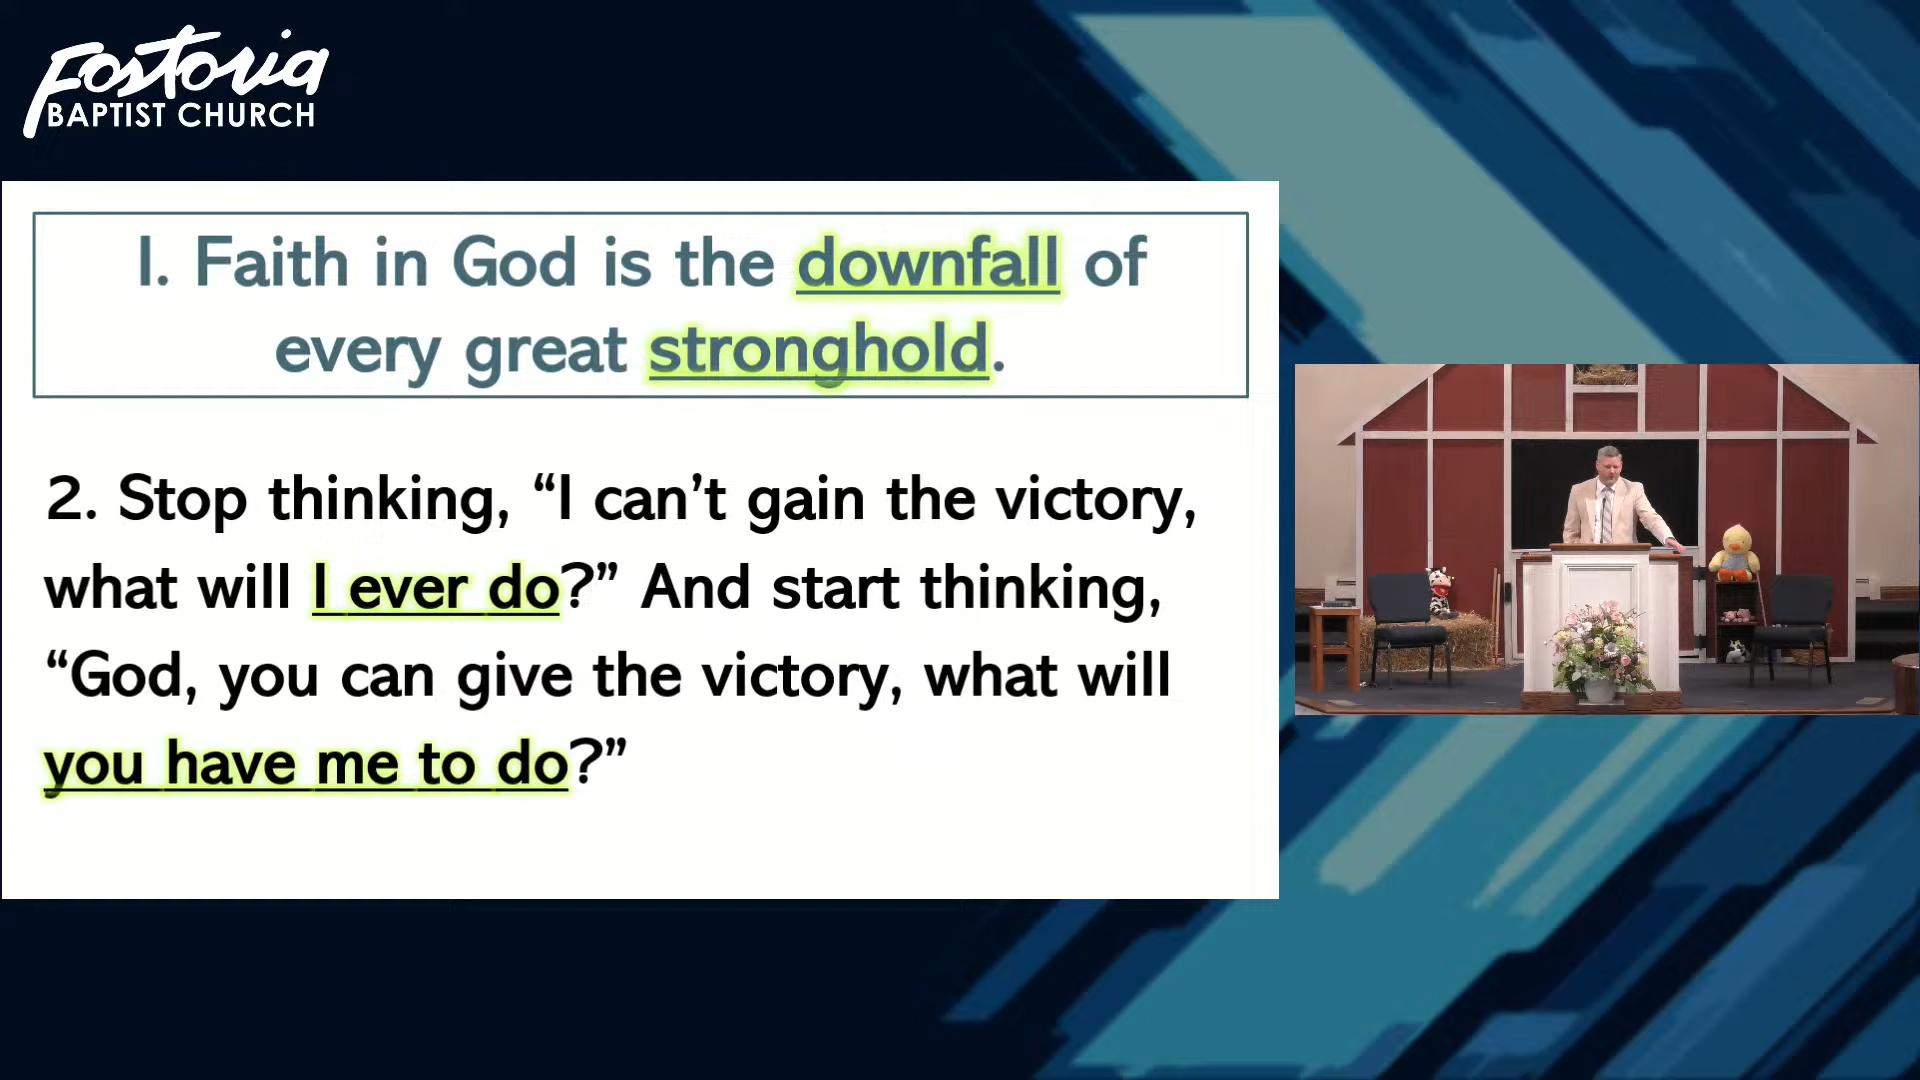 Fostoria
BAPTIST CHURCH
I. Faith in God is the downfall of
every great stronghold.
2. Stop thinking, “I can’t gain the victory,
what will I ever do?” And start thinking,
“God, you can give the victory, what will
you have me to do?”